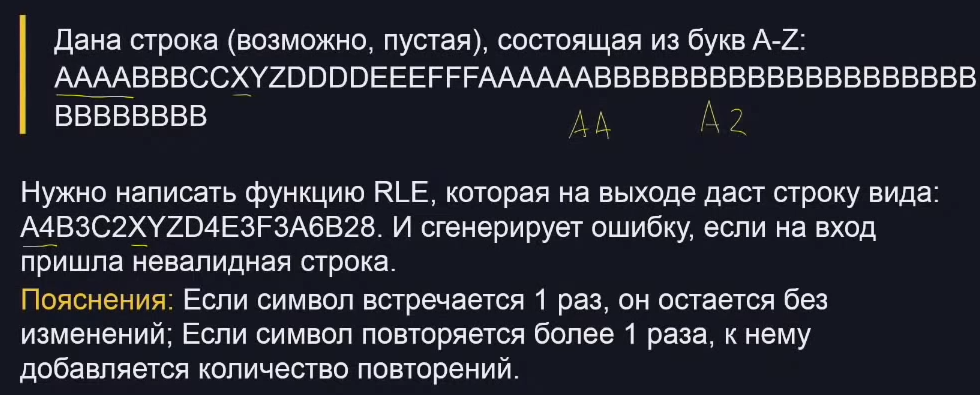 Дана строка (возможно, пустая), состоящая из букв A-Z:
AAAABBBCCXYZDDDDEEEFFFAAAAAABBBBBBBBBBBBBBBBBBBB
BBBBBBBB
AA A2
Нужно написать функцию RLE, которая на выходе даст строку вида:
A4B3C2XYZD4E3F3A6B28. И сгенерирует ошибку, если на вход
пришла невалидная строка.
Пояснения: Если символ встречается 1 раз, он остается без
изменений; Если символ повторяется более 1 раза, к нему
добавляется количество повторений.